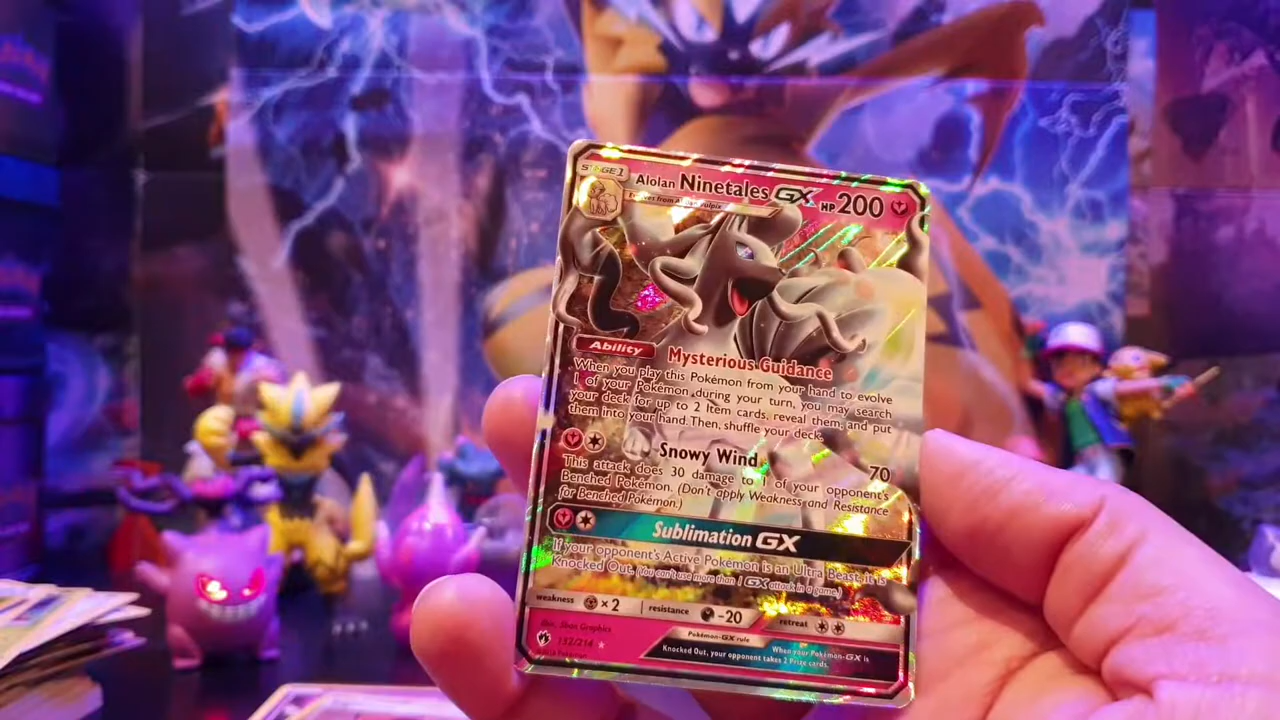 STAGE1
Alolan Ninetales GX HP 200
Evolves from Alolan Vulpix
Ability Mysterious Guidance
When you play this Pokémon from your hand to evolve
1 of your Pokémon during your turn, you may search
your deck for up to 2 Item cards, reveal them, and put
them into your hand. Then, shuffle your deck.
Snowy Wind 70
This attack does 30 damage to 1 of your opponent's
Benched Pokémon. (Don't apply Weakness and Resistance
for Benched Pokémon.)
Sublimation GX
If your opponent's Active Pokémon is an Ultra Beast, it is
Knocked Out. (You can't use more than 1 GX attack in a game.)
weakness ×2 resistance -20 retreat
Illus. 5ban Graphics
132/214
Pokémon-GX rule
When your Pokémon-GX is
Knocked Out, your opponent takes 2 Prize cards.